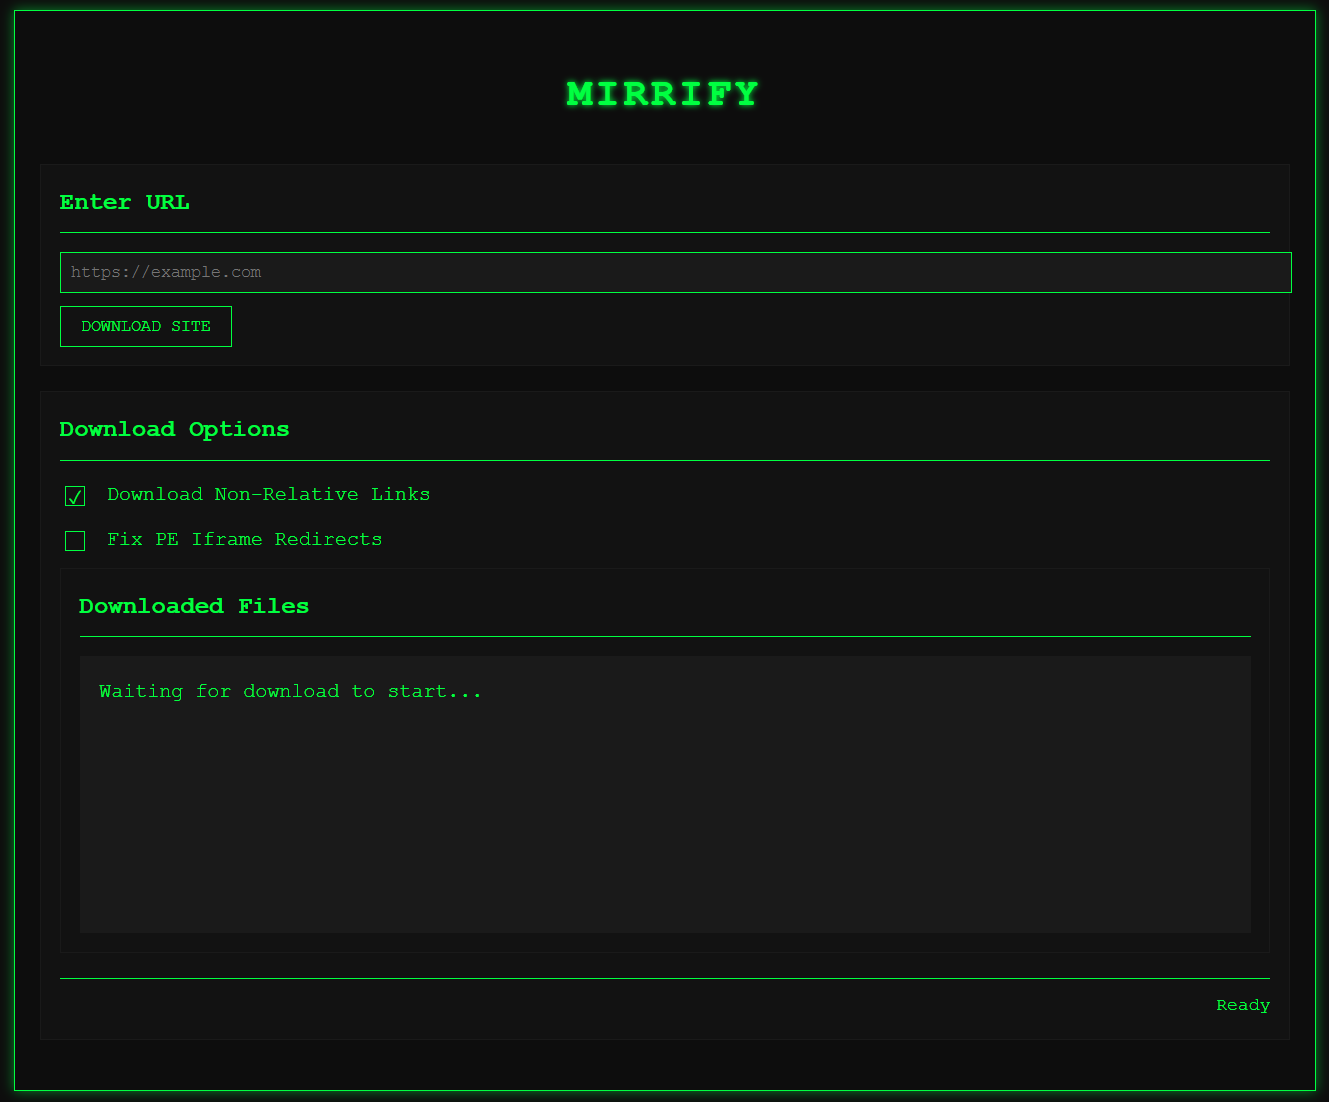 MIRRIFY
Enter URL
https://example.com
DOWNLOAD SITE
Download Options
Download Non-Relative Links
Fix PE Iframe Redirects
Downloaded Files
Waiting for download to start...
Ready